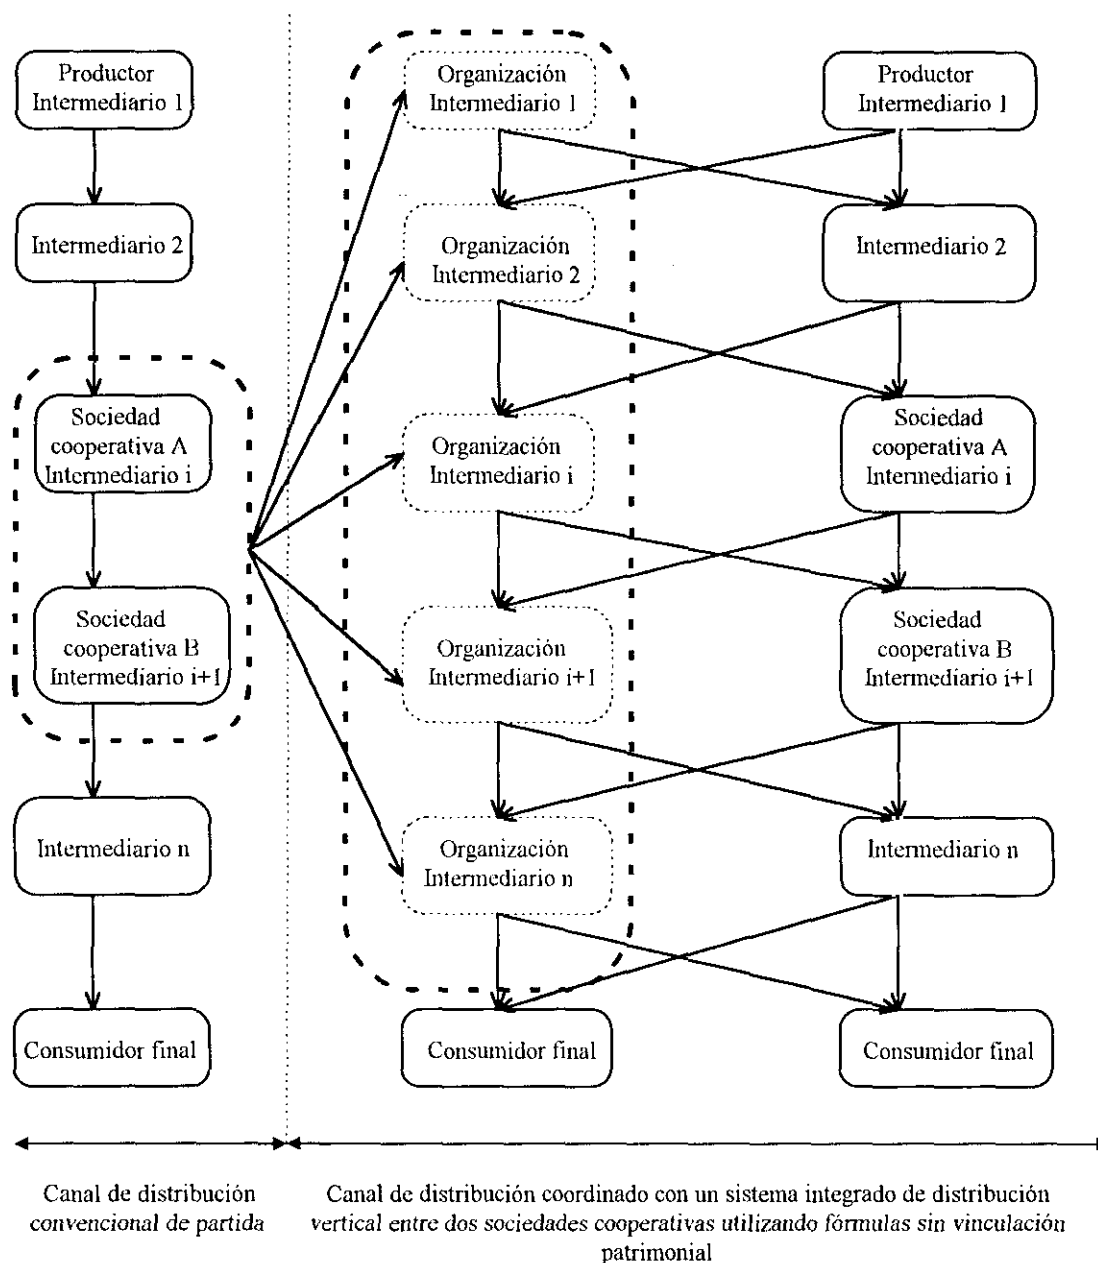 Productor
Intermediario 1
Intermediario 2
Sociedad
cooperativa A
Intermediario i
Sociedad
cooperativa B
Intermediario i+1
Intermediario n
Consumidor final
Organización
Intermediario 1
Organización
Intermediario 2
Organización
Intermediario i
Organización
Intermediario i+1
Organización
Intermediario n
Consumidor final
Productor
Intermediario 1
Intermediario 2
Sociedad
cooperativa A
Intermediario i
Sociedad
cooperativa B
Intermediario i+1
Intermediario n
Consumidor final
Canal de distribución
convencional de partida
Canal de distribución coordinado con un sistema integrado de distribución
vertical entre dos sociedades cooperativas utilizando fórmulas sin vinculación
patrimonial